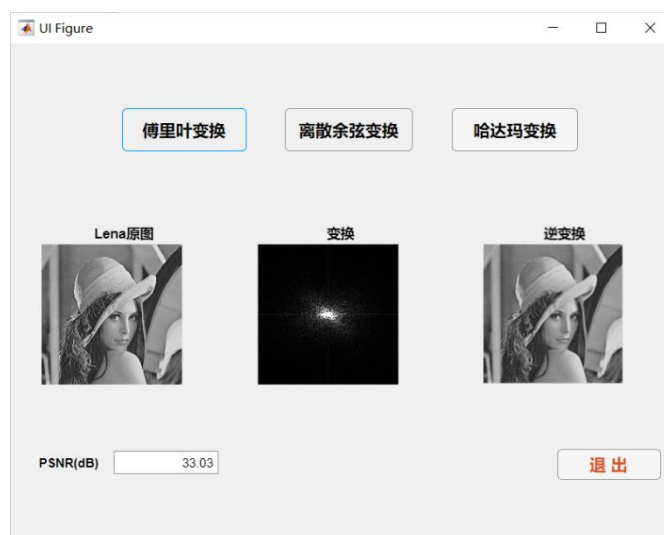 UI Figure
傅里叶变换
离散余弦变换
哈达玛变换
Lena原图
变换
逆变换
PSNR(dB)
33.03
退 出